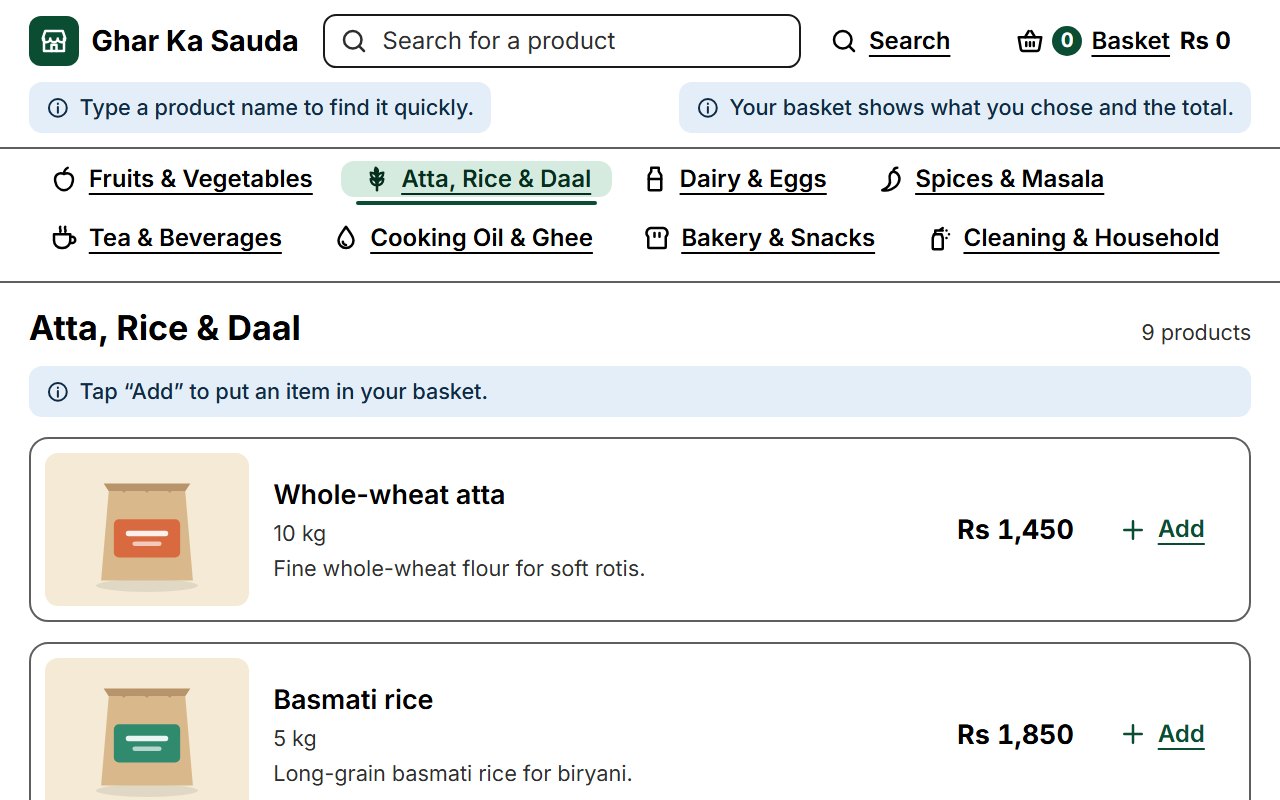 Ghar Ka Sauda
Search for a product
Search
0 Basket Rs 0
Type a product name to find it quickly.
Your basket shows what you chose and the total.
Fruits & Vegetables
Atta, Rice & Daal
Dairy & Eggs
Spices & Masala
Tea & Beverages
Cooking Oil & Ghee
Bakery & Snacks
Cleaning & Household
Atta, Rice & Daal
9 products
Tap “Add” to put an item in your basket.
Whole-wheat atta
10 kg
Fine whole-wheat flour for soft rotis.
Rs 1,450
Add
Basmati rice
5 kg
Long-grain basmati rice for biryani.
Rs 1,850
Add